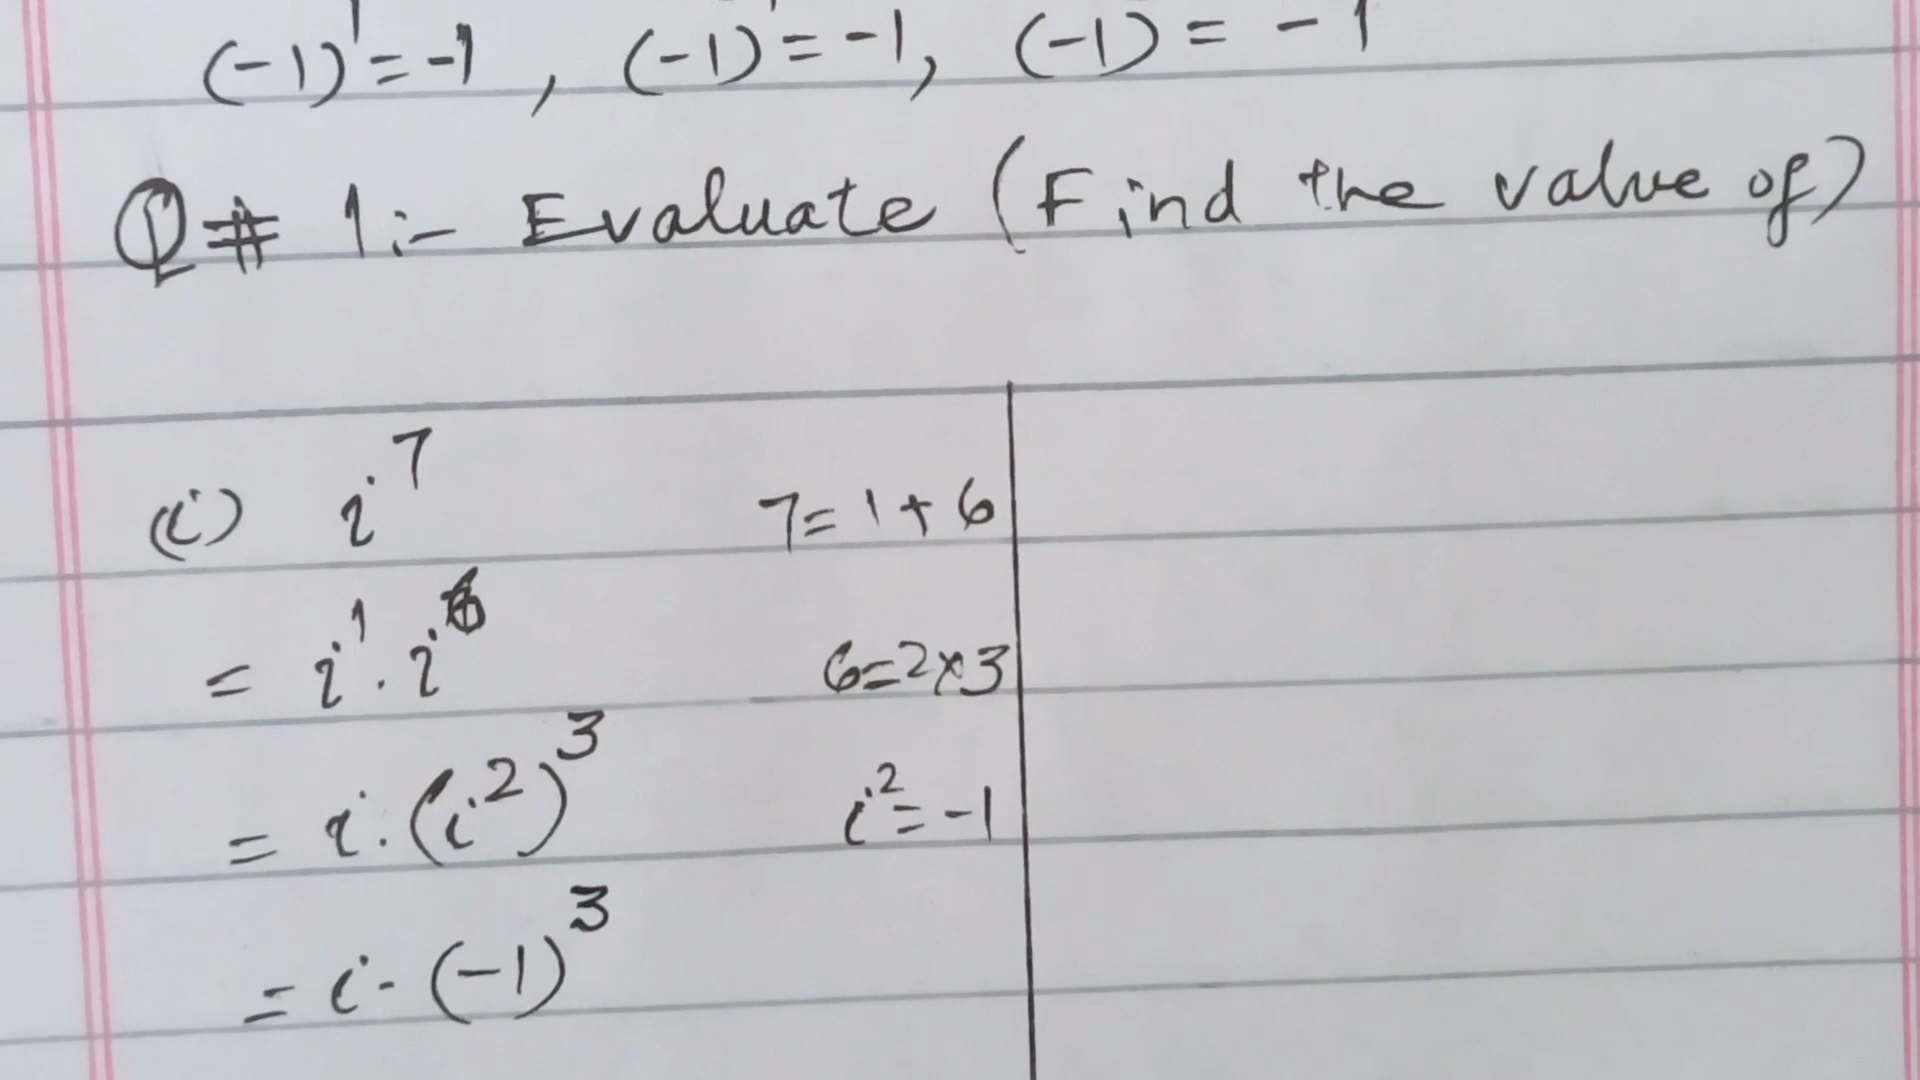 (-1)¹=-1, (-1)=-1, (-1)=-1
Q# 1:- Evaluate (Find the value of)
(i) i⁷ 7=1+6
= i¹.i⁶ 6=2×3
= i.(i²)³ i²=-1
= i.(-1)³